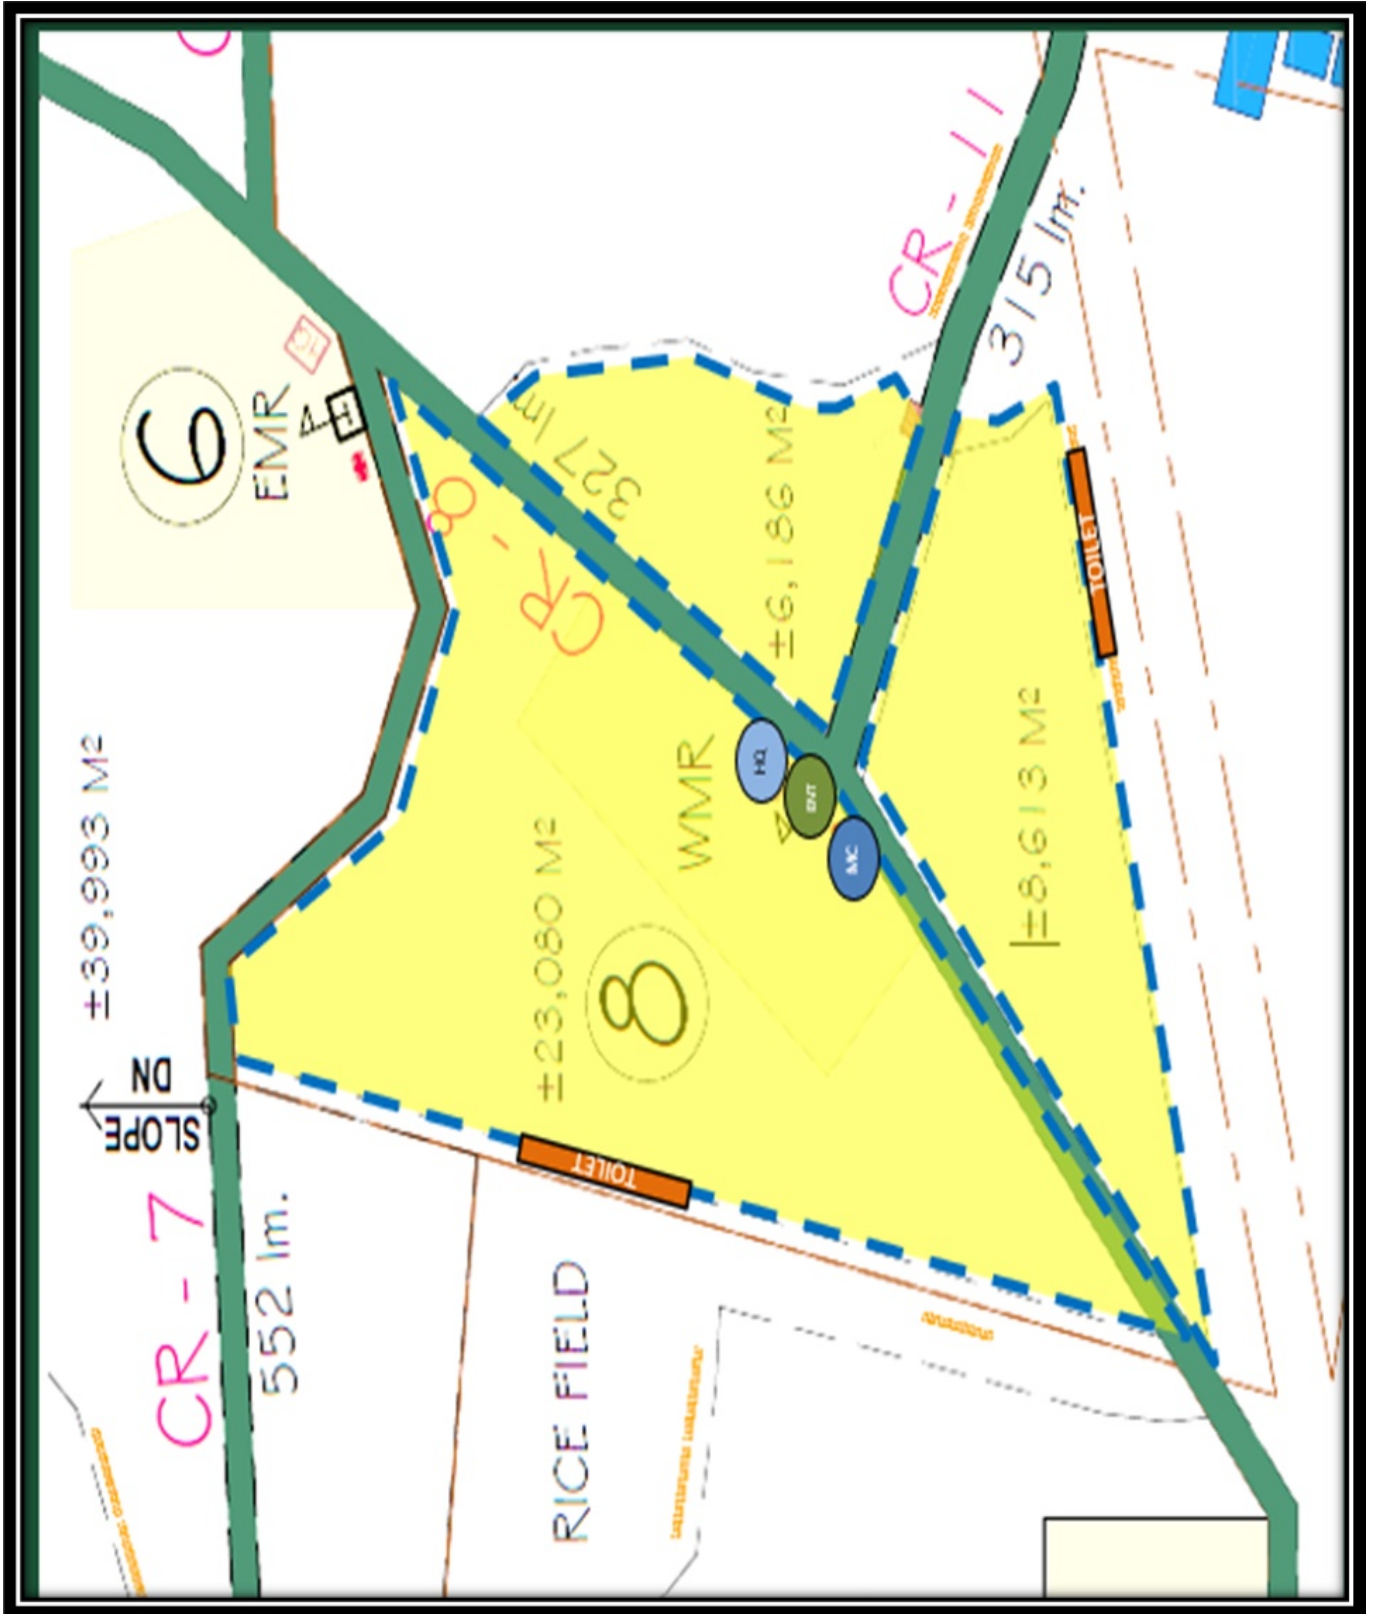 CR - 11
315 lm.
6
EMR
H
327 lm
CR - 8
±6,186 M²
TOILET
HQ
ENT
MC
WMR
±8,613 M²
±39,993 M²
±23,080 M²
8
DN
SLOPE
TOILET
CR - 7
552 lm.
RICE FIELD